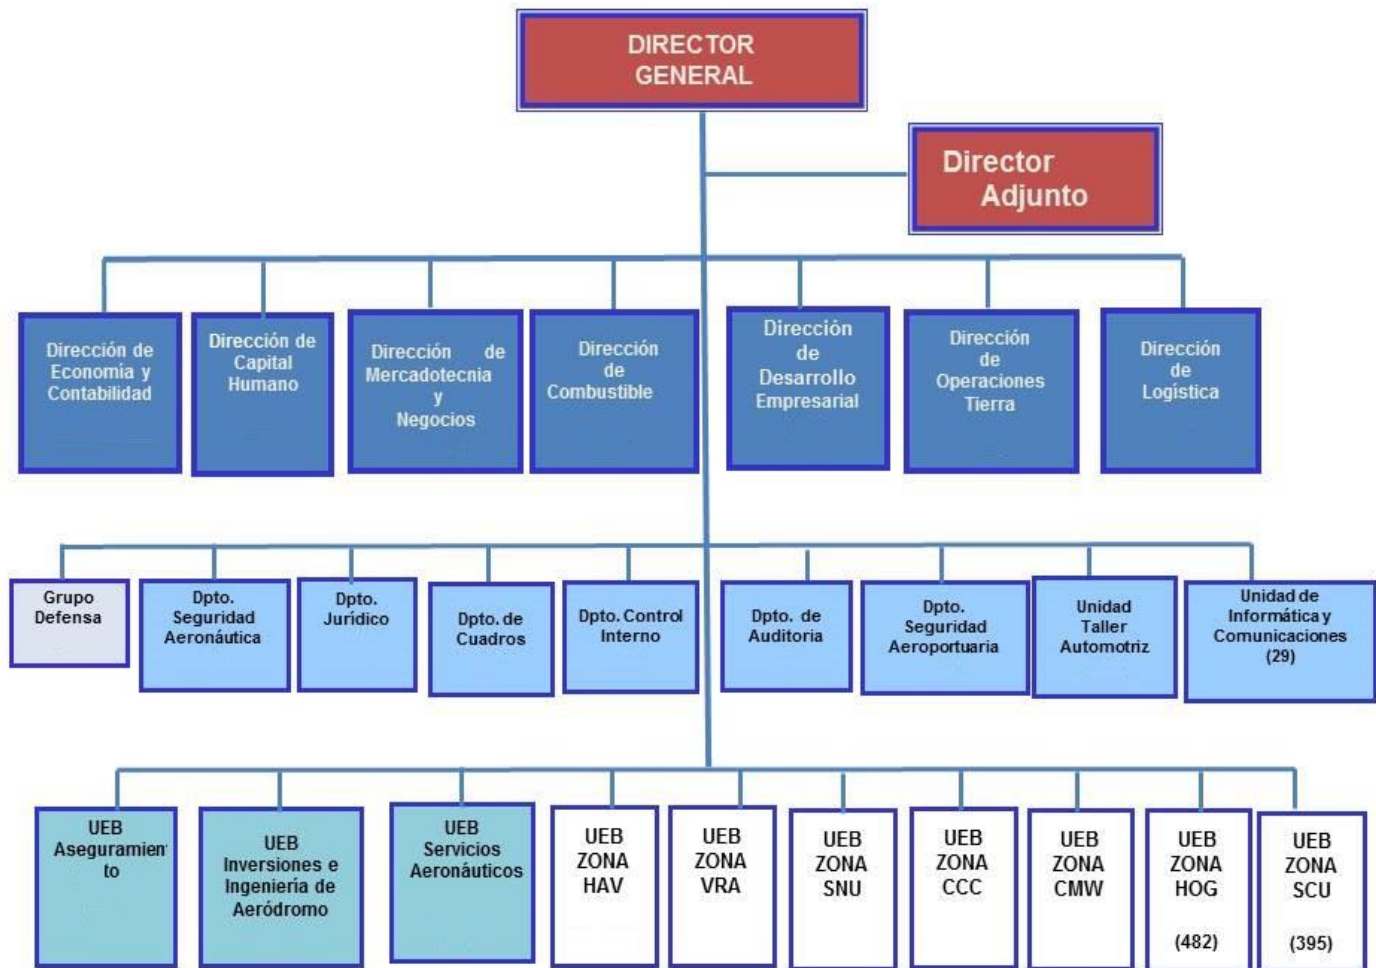 DIRECTOR
GENERAL
Director
Adjunto
Dirección de
Economía y
Contabilidad
Dirección de
Capital
Humano
Dirección de
Mercadotecnia
y
Negocios
Dirección
de
Combustible
Dirección
de
Desarrollo
Empresarial
Dirección
de
Operaciones
Tierra
Dirección
de
Logística
Grupo
Defensa
Dpto.
Seguridad
Aeronáutica
Dpto.
Jurídico
Dpto. de
Cuadros
Dpto. Control
Interno
Dpto. de
Auditoria
Dpto.
Seguridad
Aeroportuaria
Unidad
Taller
Automotriz
Unidad de
Informática y
Comunicaciones
(29)
UEB
Aseguramien
to
UEB
Inversiones e
Ingeniería de
Aeródromo
UEB
Servicios
Aeronáuticos
UEB
ZONA
HAV
UEB
ZONA
VRA
UEB
ZONA
SNU
UEB
ZONA
CCC
UEB
ZONA
CMW
UEB
ZONA
HOG
(482)
UEB
ZONA
SCU
(395)